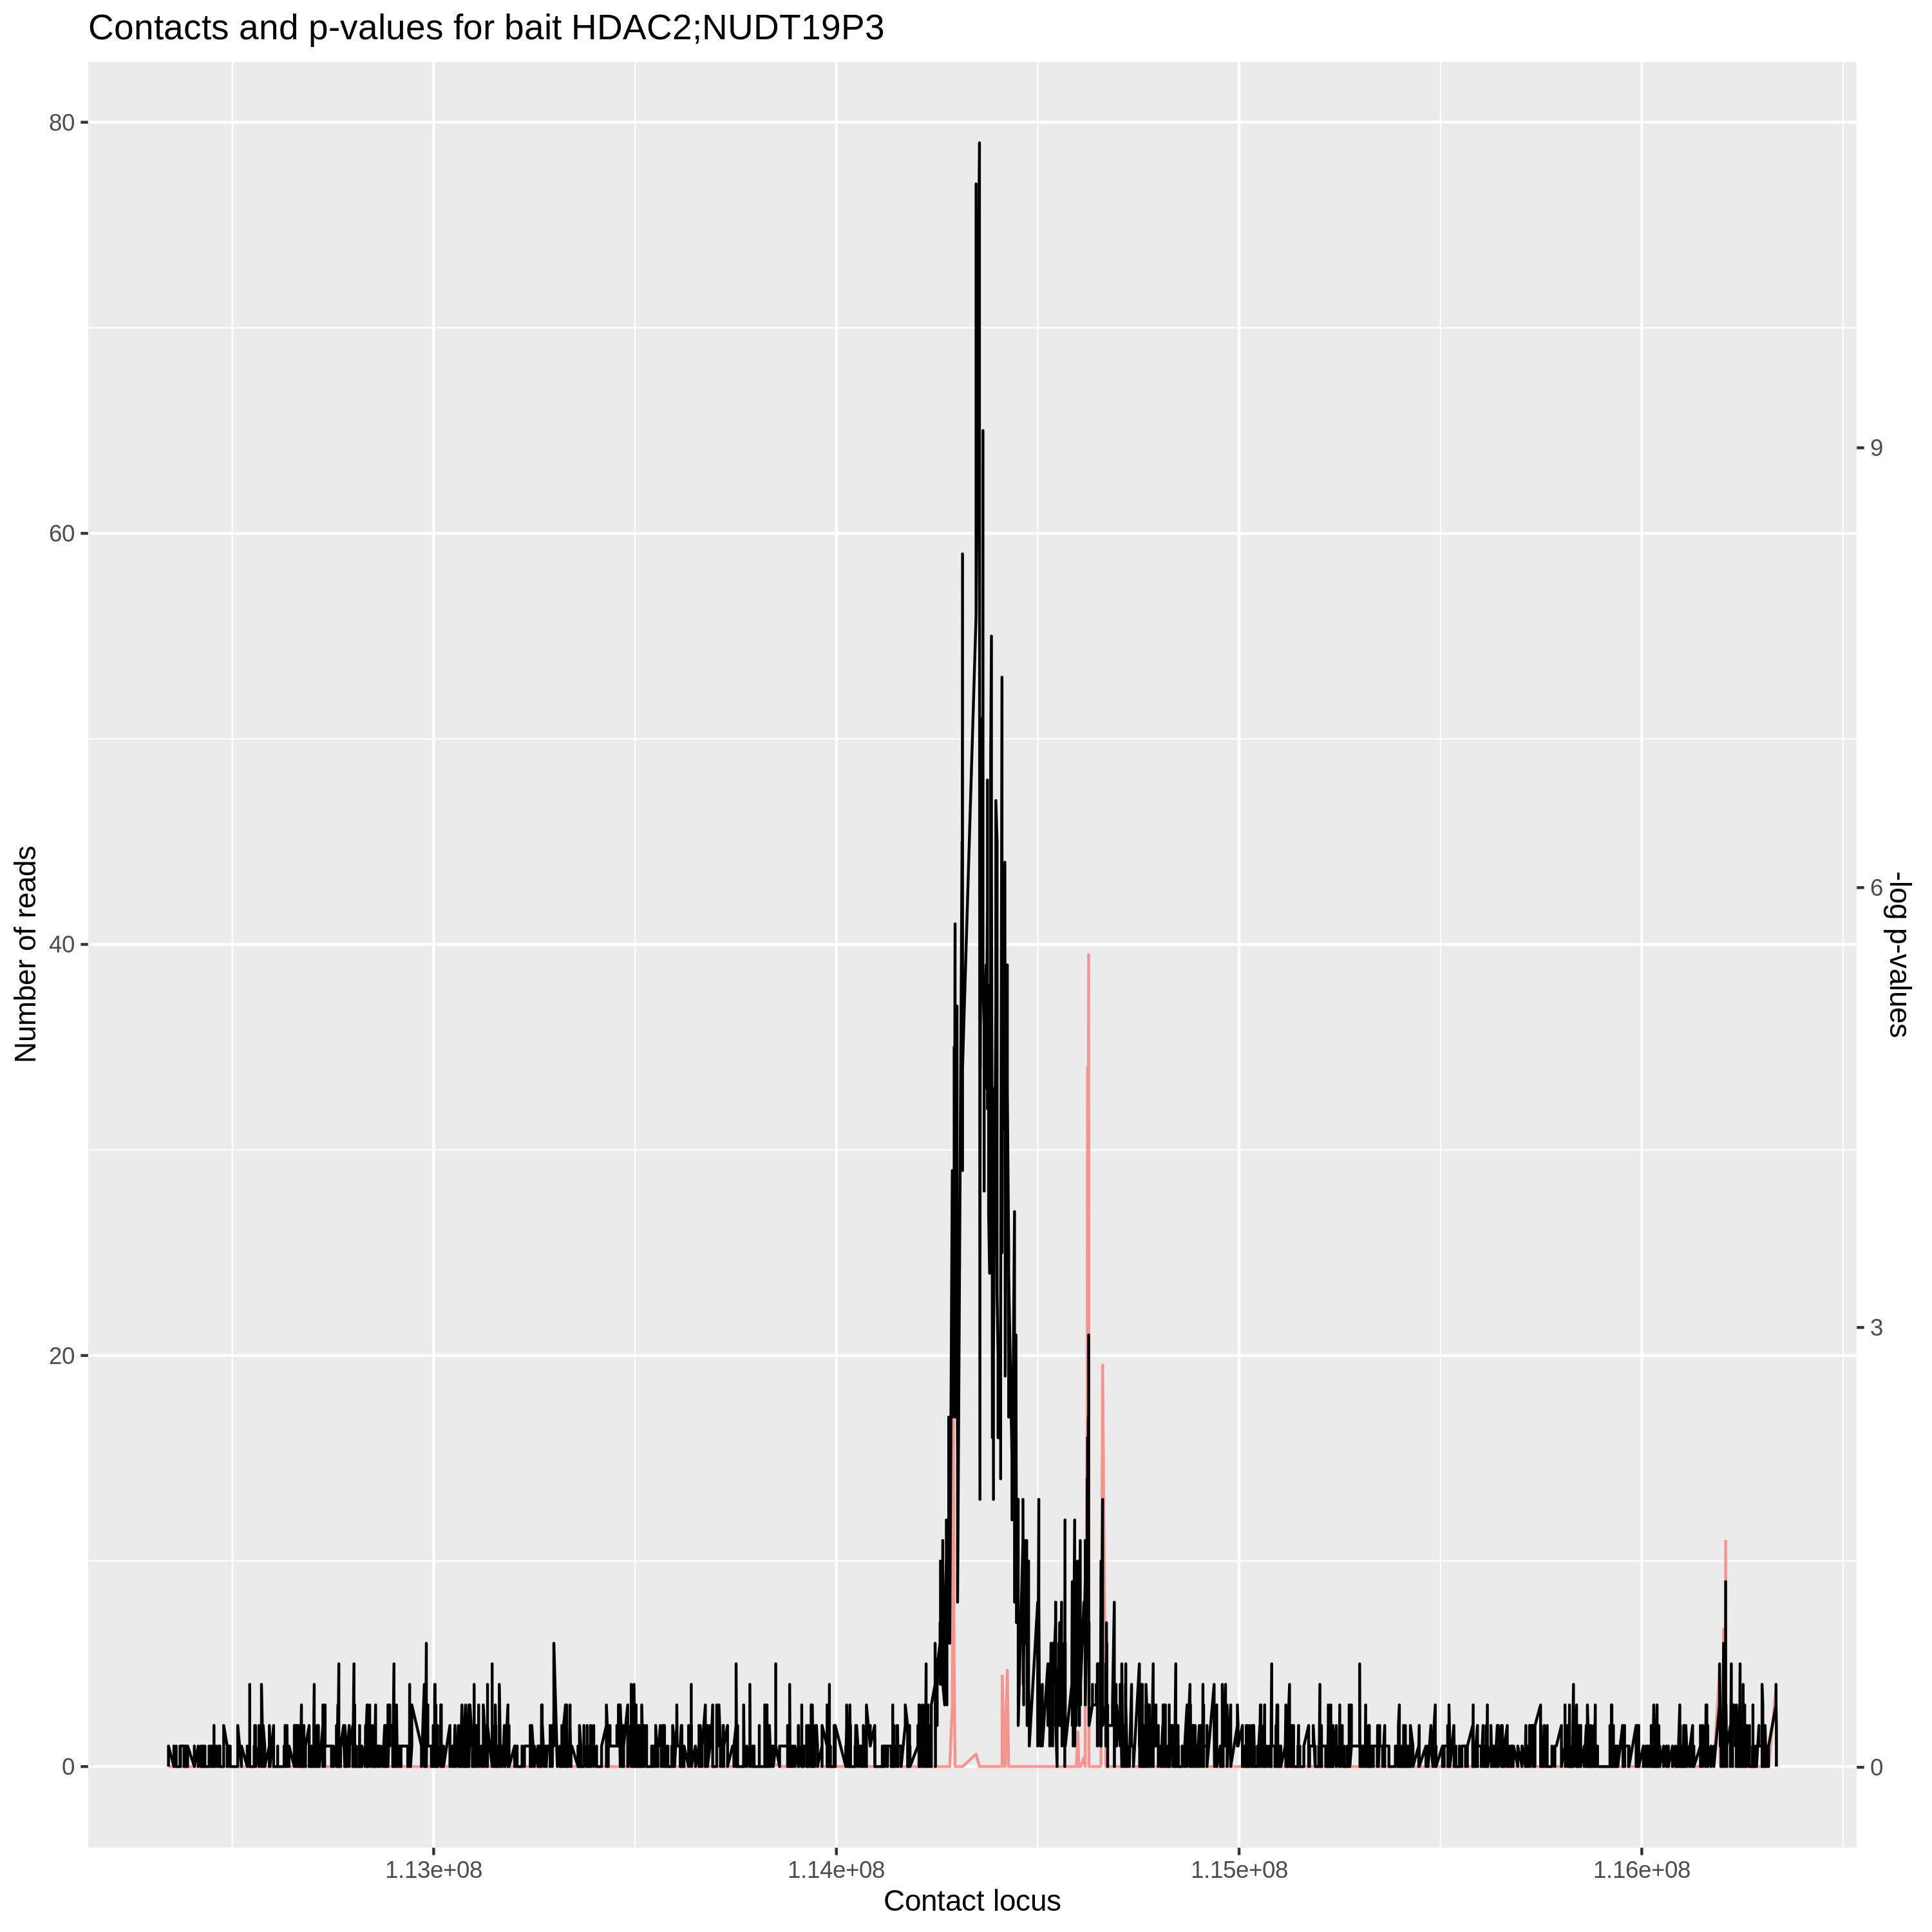 Contacts and p-values for bait HDAC2;NUDT19P3
80
60
40
20
0
Number of reads
9
6
3
0
-log p-values
1.13e+08
1.14e+08
1.15e+08
1.16e+08
Contact locus